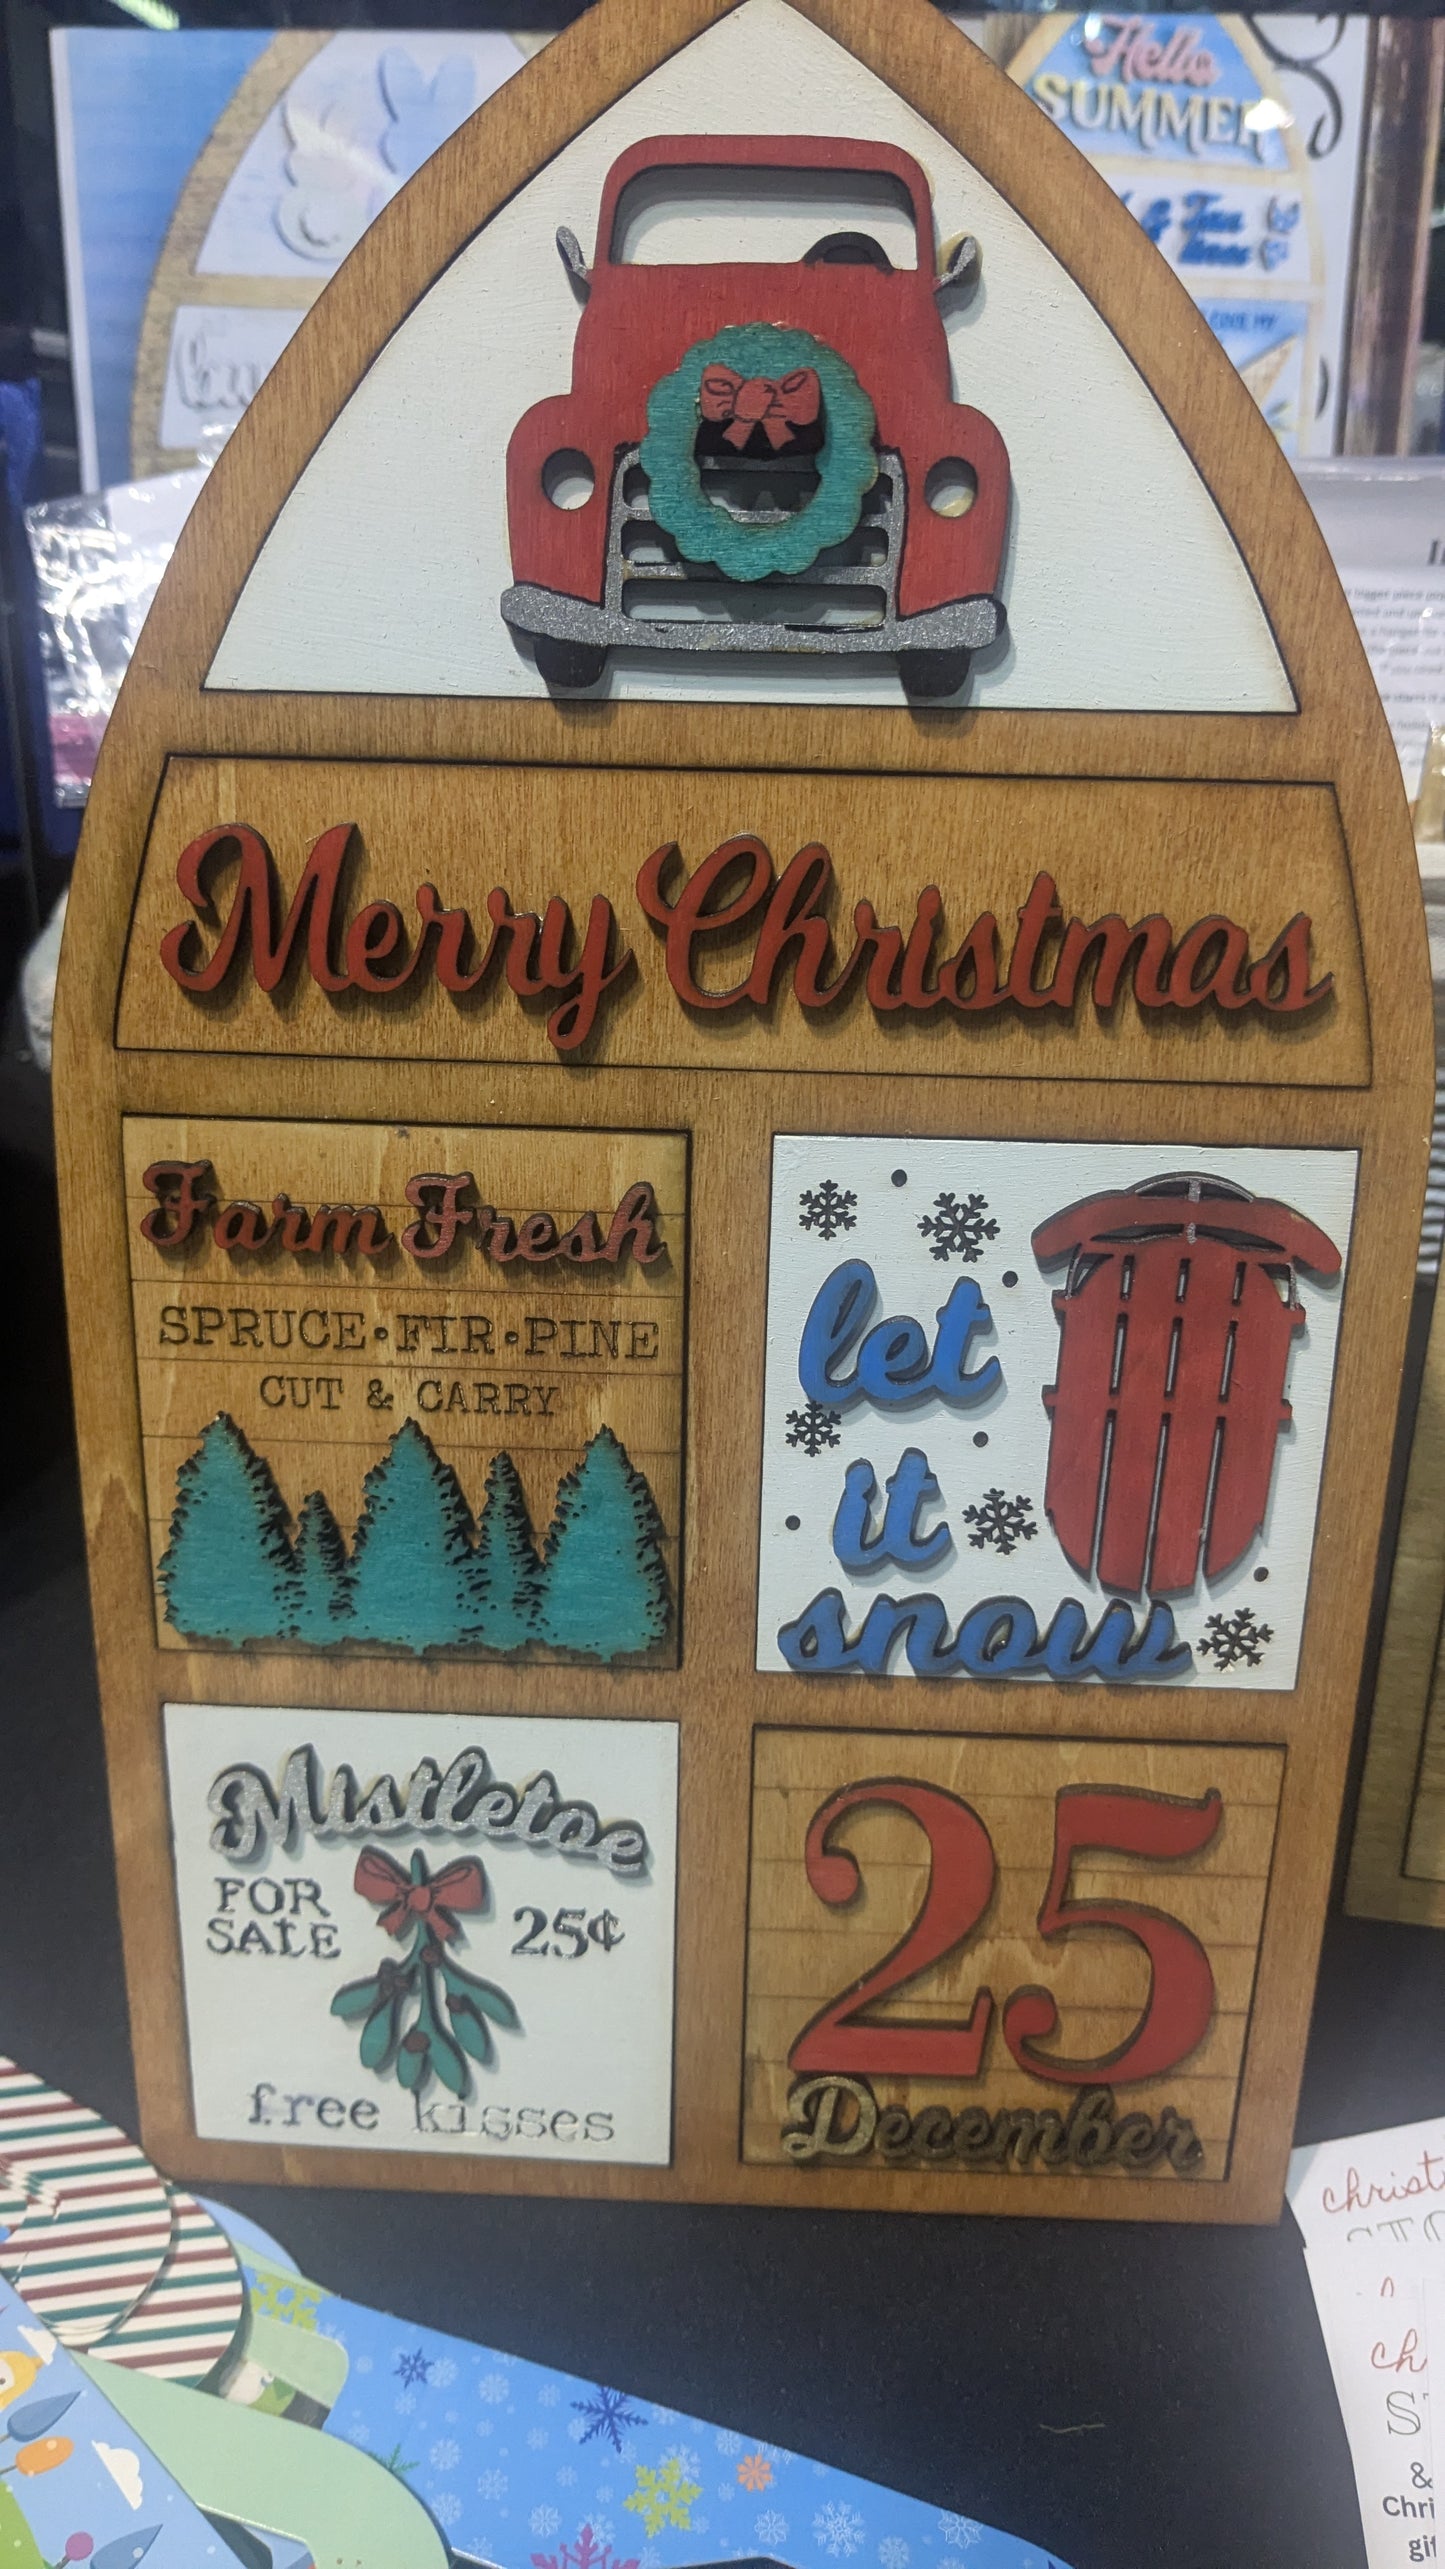 Hello
SUMMER
Merry Christmas
Farm Fresh
SPRUCE•FIR•PINE
CUT & CARRY
let
it
snow
Mistletoe
FOR
SALE
25¢
free kisses
25
December
&